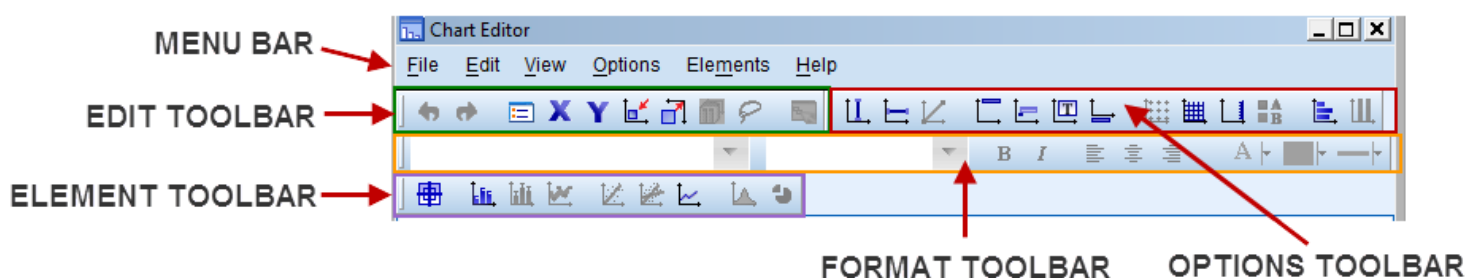 Chart Editor
MENU BAR
File Edit View Options Elements Help
EDIT TOOLBAR
X Y T A B
B I A
ELEMENT TOOLBAR
FORMAT TOOLBAR OPTIONS TOOLBAR